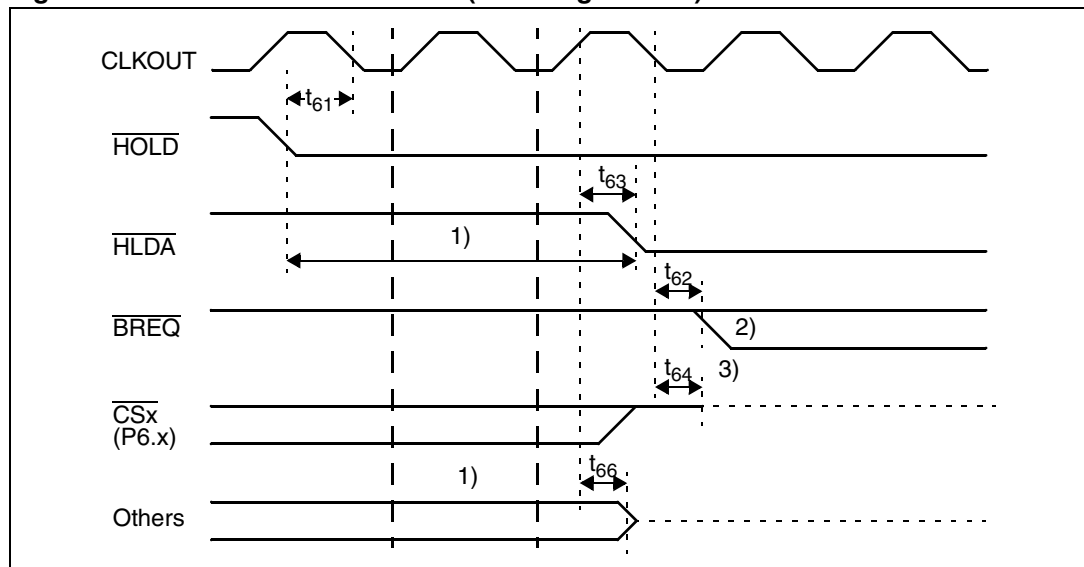 CLKOUT
t61
HOLD
t63
HLDA
1)
t62
BREQ
2)
t64
3)
CSx
(P6.x)
1)
t66
Others